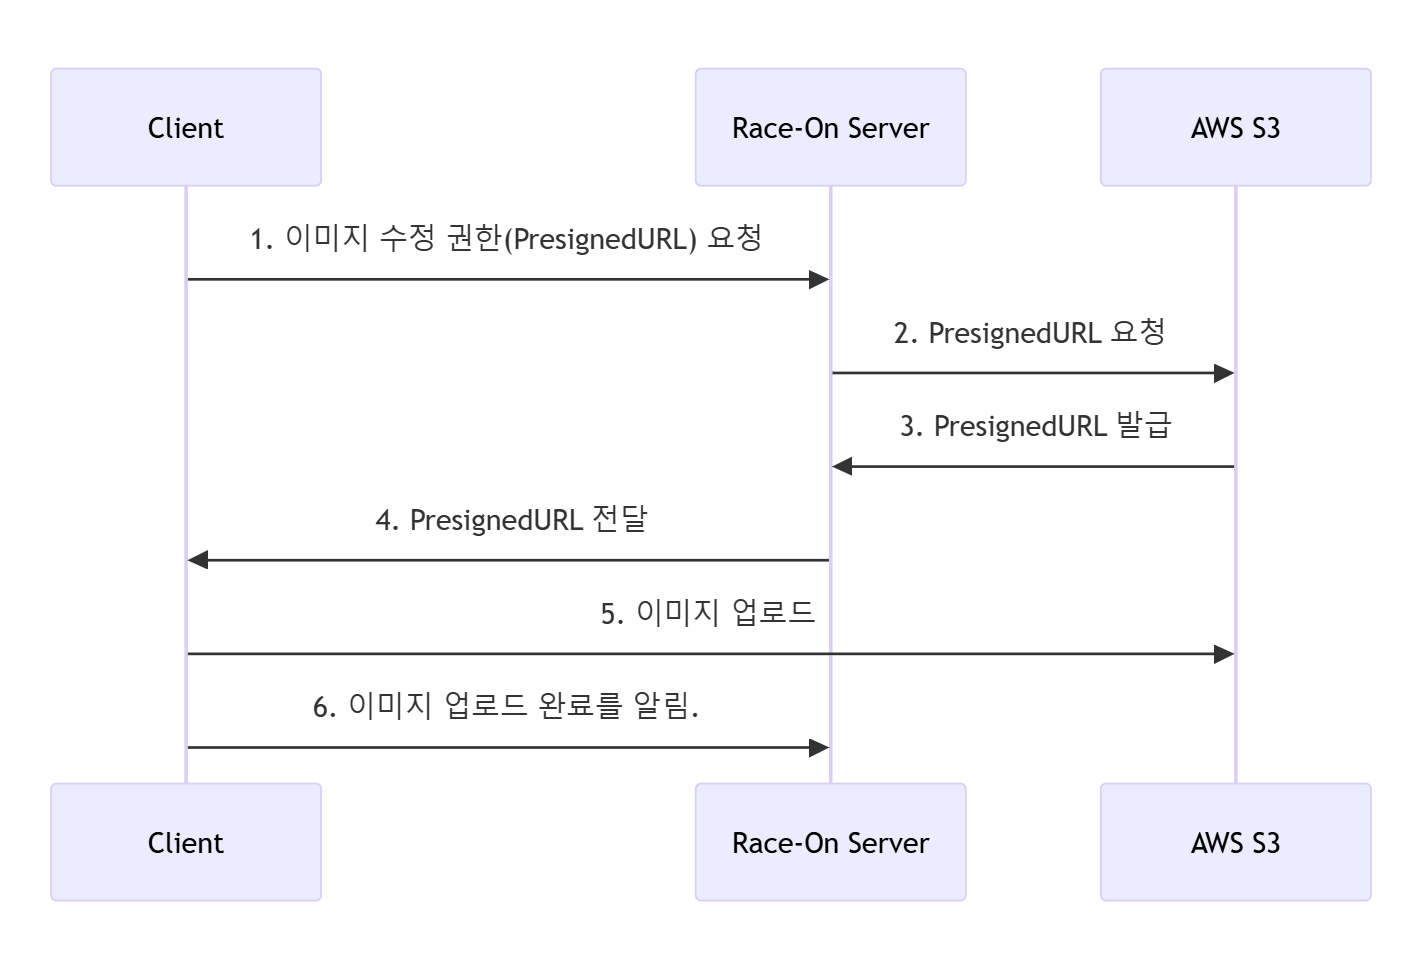 Client
Race-On Server
AWS S3
1. 이미지 수정 권한(PresignedURL) 요청
2. PresignedURL 요청
3. PresignedURL 발급
4. PresignedURL 전달
5. 이미지 업로드
6. 이미지 업로드 완료를 알림.
Client
Race-On Server
AWS S3